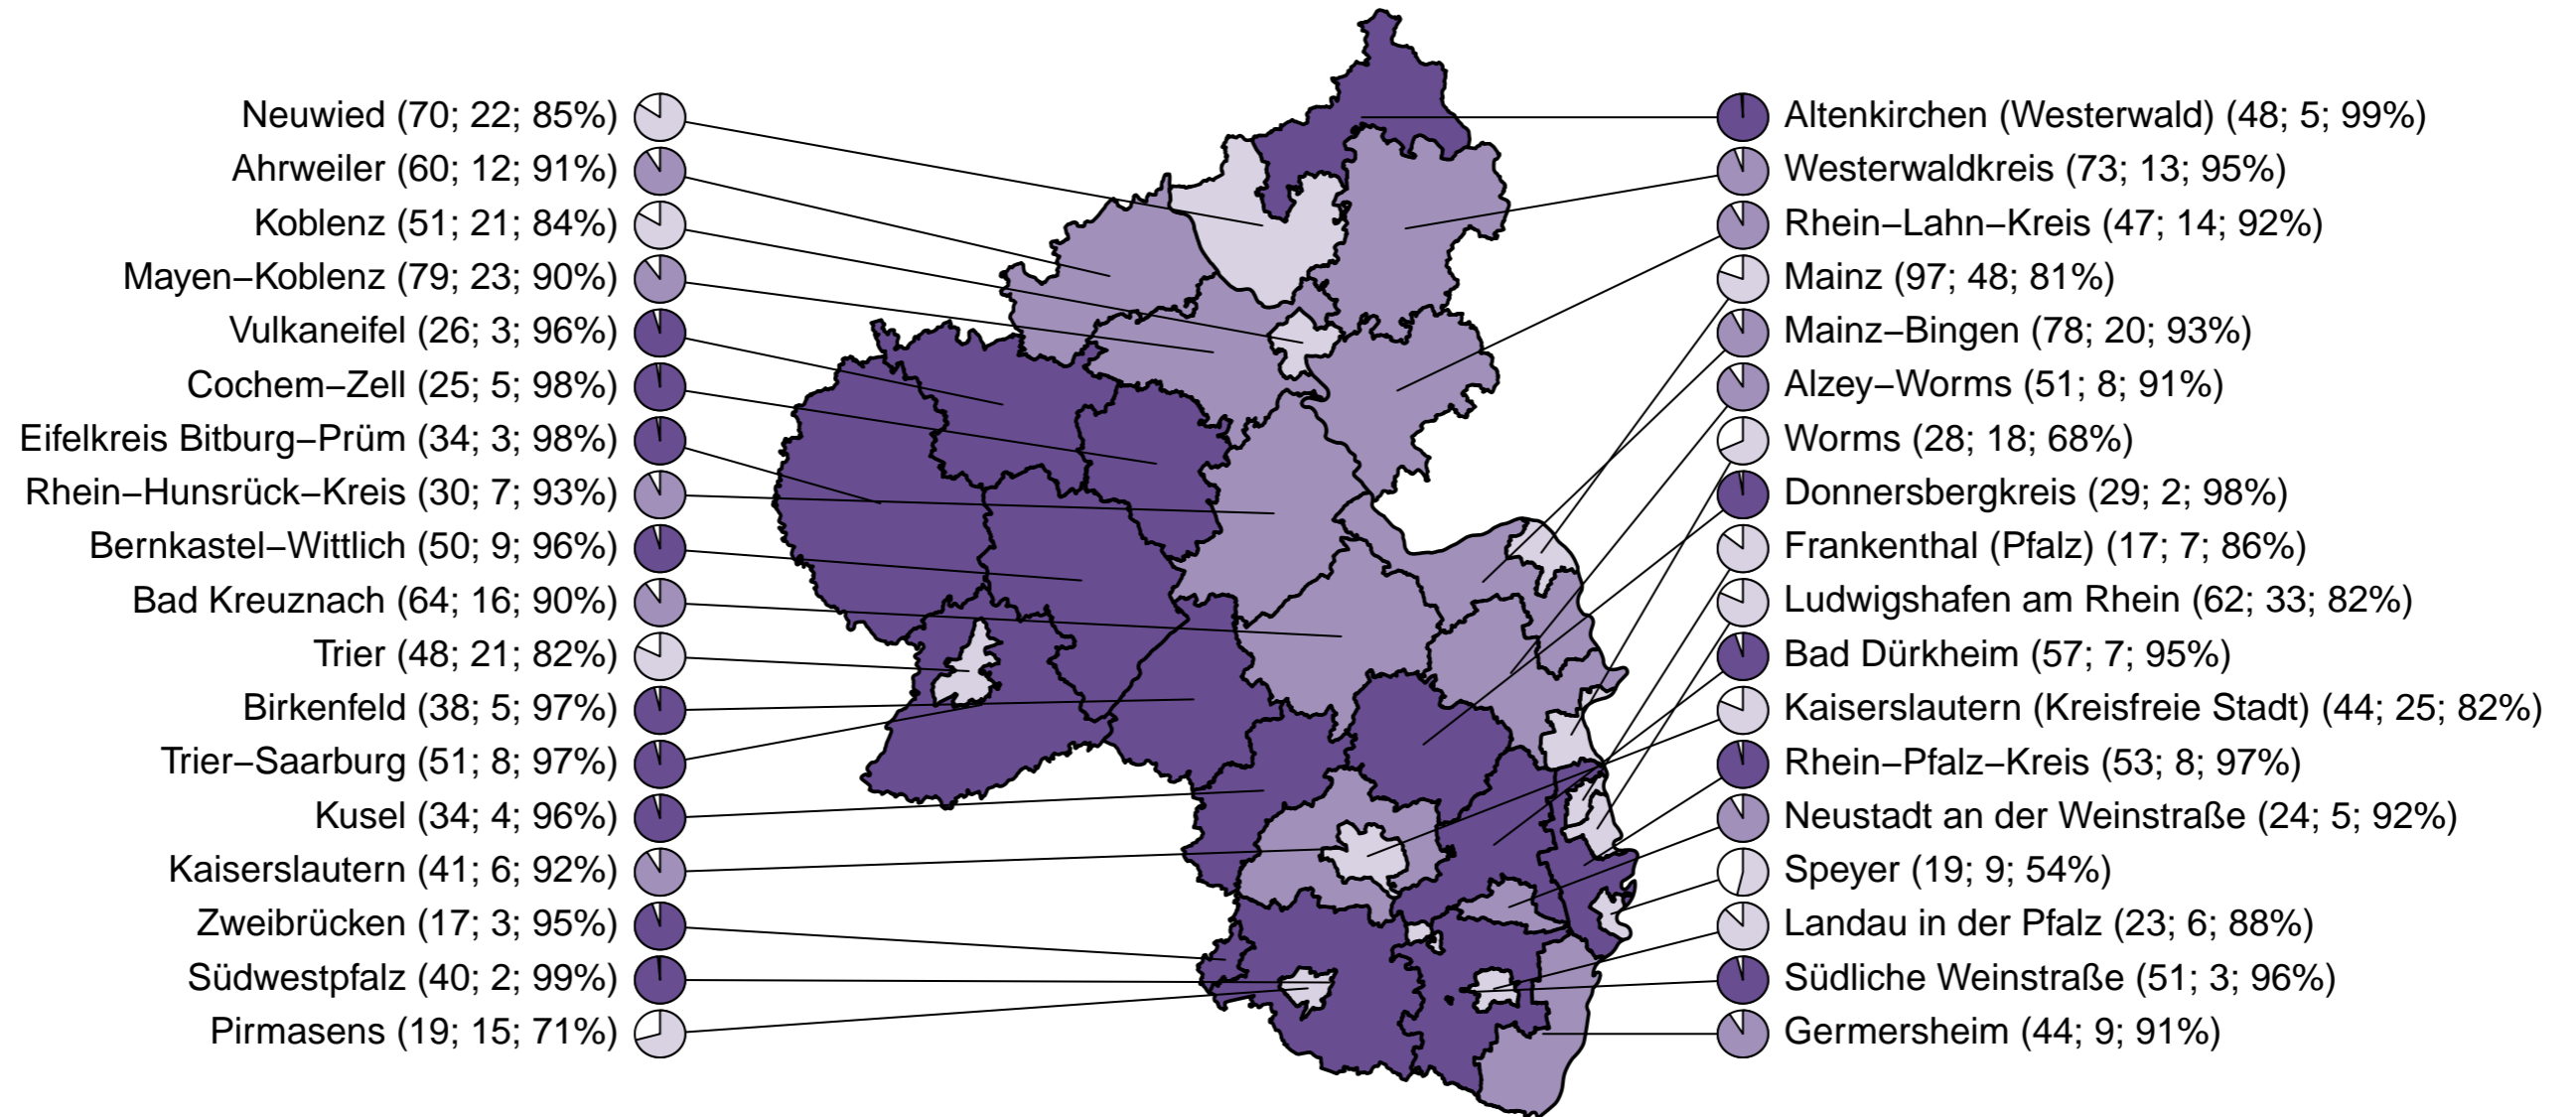 Neuwied (70; 22; 85%)
Ahrweiler (60; 12; 91%)
Koblenz (51; 21; 84%)
Mayen−Koblenz (79; 23; 90%)
Vulkaneifel (26; 3; 96%)
Cochem−Zell (25; 5; 98%)
Eifelkreis Bitburg−Prüm (34; 3; 98%)
Rhein−Hunsrück−Kreis (30; 7; 93%)
Bernkastel−Wittlich (50; 9; 96%)
Bad Kreuznach (64; 16; 90%)
Trier (48; 21; 82%)
Birkenfeld (38; 5; 97%)
Trier−Saarburg (51; 8; 97%)
Kusel (34; 4; 96%)
Kaiserslautern (41; 6; 92%)
Zweibrücken (17; 3; 95%)
Südwestpfalz (40; 2; 99%)
Pirmasens (19; 15; 71%)
Altenkirchen (Westerwald) (48; 5; 99%)
Westerwaldkreis (73; 13; 95%)
Rhein−Lahn−Kreis (47; 14; 92%)
Mainz (97; 48; 81%)
Mainz−Bingen (78; 20; 93%)
Alzey−Worms (51; 8; 91%)
Worms (28; 18; 68%)
Donnersbergkreis (29; 2; 98%)
Frankenthal (Pfalz) (17; 7; 86%)
Ludwigshafen am Rhein (62; 33; 82%)
Bad Dürkheim (57; 7; 95%)
Kaiserslautern (Kreisfreie Stadt) (44; 25; 82%)
Rhein−Pfalz−Kreis (53; 8; 97%)
Neustadt an der Weinstraße (24; 5; 92%)
Speyer (19; 9; 54%)
Landau in der Pfalz (23; 6; 88%)
Südliche Weinstraße (51; 3; 96%)
Germersheim (44; 9; 91%)